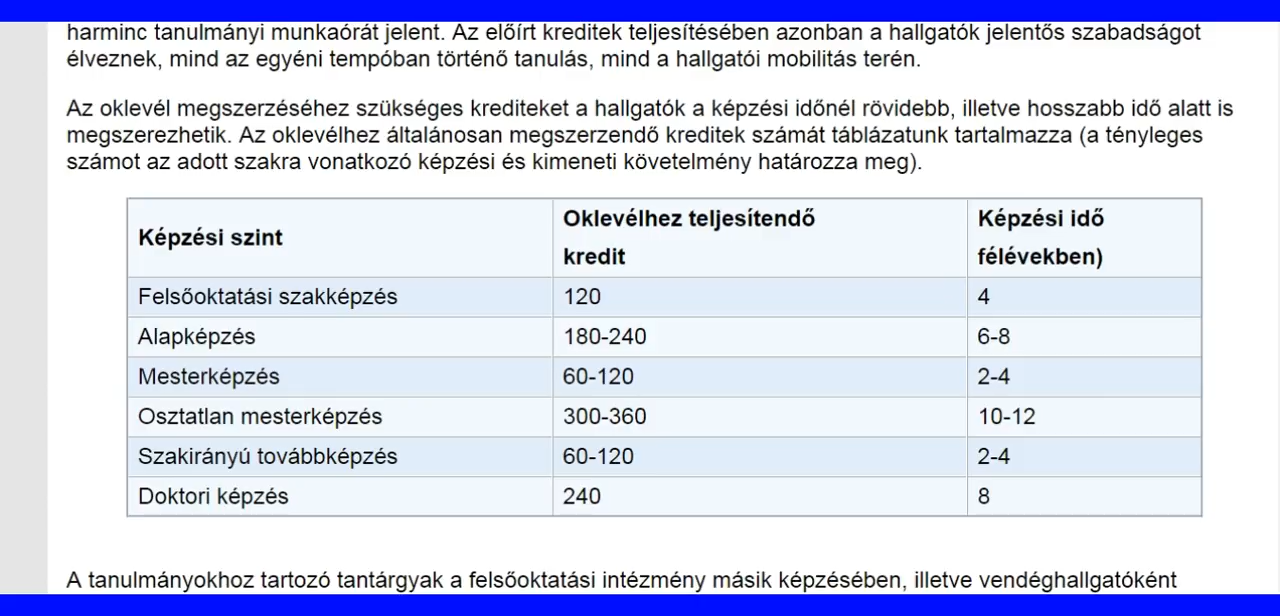 harminc tanulmányi munkaórát jelent. Az előírt kreditek teljesítésében azonban a hallgatók jelentős szabadságot
élveznek, mind az egyéni tempóban történő tanulás, mind a hallgatói mobilitás terén.
Az oklevél megszerzéséhez szükséges krediteket a hallgatók a képzési időnél rövidebb, illetve hosszabb idő alatt is
megszerezhetik. Az oklevélhez általánosan megszerzendő kreditek számát táblázatunk tartalmazza (a tényleges
számot az adott szakra vonatkozó képzési és kimeneti követelmény határozza meg).
Képzési szint Oklevélhez teljesítendő kredit Képzési idő félévekben)
Felsőoktatási szakképzés 120 4
Alapképzés 180-240 6-8
Mesterképzés 60-120 2-4
Osztatlan mesterképzés 300-360 10-12
Szakirányú továbbképzés 60-120 2-4
Doktori képzés 240 8
A tanulmányokhoz tartozó tantárgyak a felsőoktatási intézmény másik képzésében, illetve vendéghallgatóként